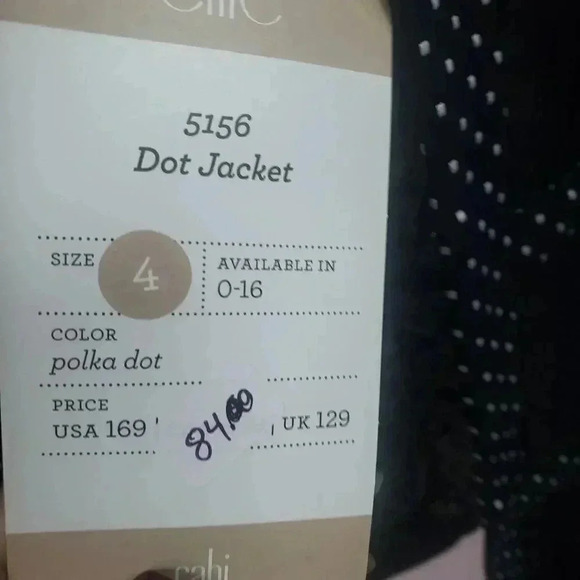 Chic
5156
Dot Jacket
SIZE 4
AVAILABLE IN
0-16
COLOR
polka dot
PRICE
USA 169
84.00
UK 129
cabi